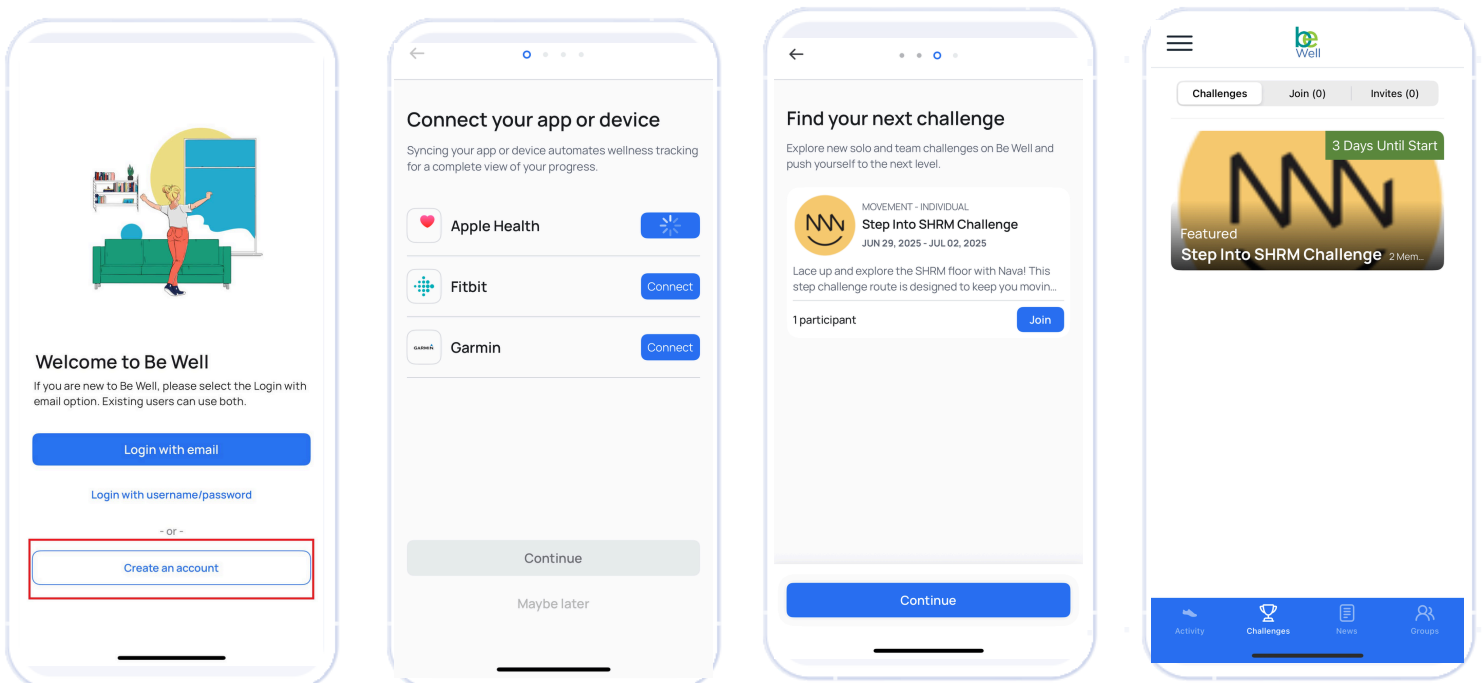 Welcome to Be Well
If you are new to Be Well, please select the Login with
email option. Existing users can use both.
Login with email
Login with username/password
- or -
Create an account
Connect your app or device
Syncing your app or device automates wellness tracking
for a complete view of your progress.
Apple Health
Fitbit
Connect
GARMIN
Garmin
Connect
Continue
Maybe later
Find your next challenge
Explore new solo and team challenges on Be Well and
push yourself to the next level.
NNN
MOVEMENT - INDIVIDUAL
Step Into SHRM Challenge
JUN 29, 2025 - JUL 02, 2025
Lace up and explore the SHRM floor with Nava! This
step challenge route is designed to keep you movin...
1 participant
Join
Continue
be
Well
Challenges
Join (0)
Invites (0)
3 Days Until Start
NNN
Featured
Step Into SHRM Challenge 2 Mem...
Activity
Challenges
News
Groups